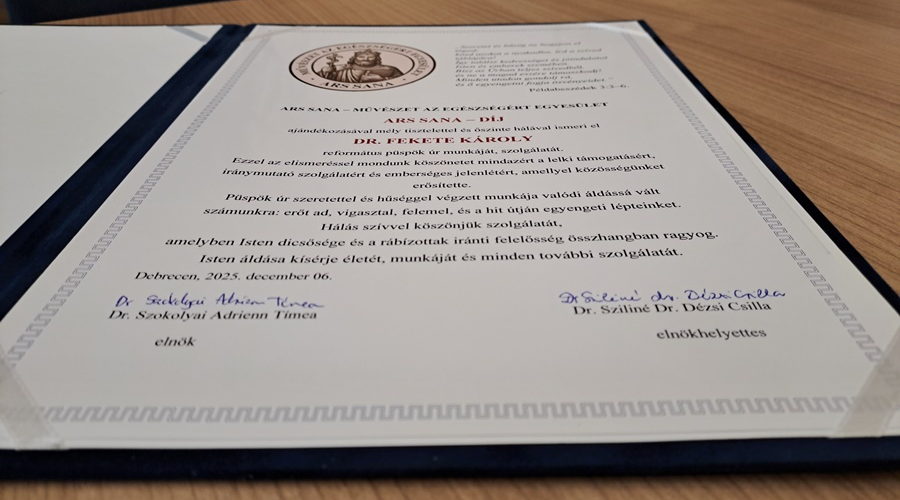 ARS SANA
Példabeszédek 3:3-6.
ARS SANA – MŰVÉSZET AZ EGÉSZSÉGÉRT EGYESÜLET
ARS SANA – DÍJ
ajándékozásával mély tisztelettel és őszinte hálával ismeri el
DR. FEKETE KÁROLY
református püspök úr munkáját, szolgálatát.
Ezzel az elismeréssel mondunk köszönetet mindazért a lelki támogatásért,
iránymutató szolgálatért és emberséges jelenlétért, amellyel közösségünket
erősítette.
Püspök úr szeretettel és hűséggel végzett munkája valódi áldássá vált
számunkra: erőt ad, vigasztal, felemel, és a hit útján egyengeti lépteinket.
Hálás szívvel köszönjük szolgálatát,
amelyben Isten dicsősége és a rábízottak iránti felelősség összhangban ragyog.
Isten áldása kísérje életét, munkáját és minden további szolgálatát.
Debrecen, 2025. december 06.
Dr Szokolyai Adrienn Tímea
Dr. Szokolyai Adrienn Tímea
elnök
Dr Sziliné dr. Dézsi Csilla
Dr. Sziliné Dr. Dézsi Csilla
elnökhelyettes